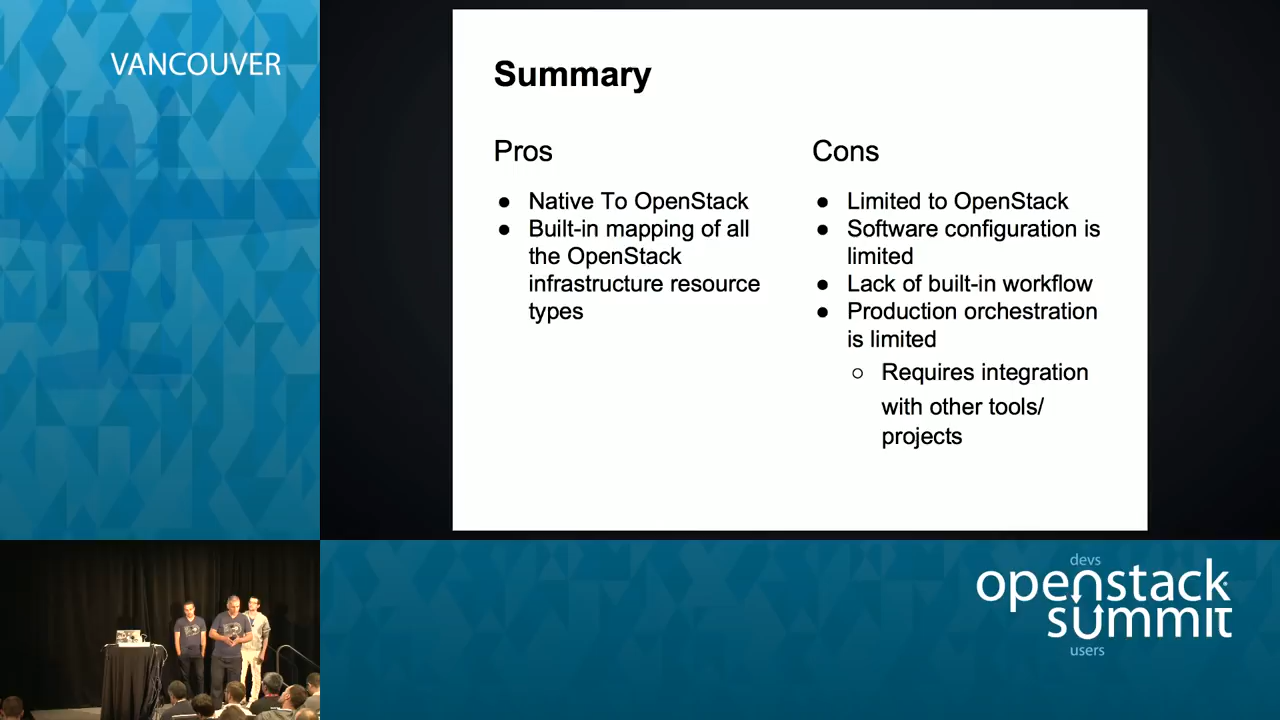 VANCOUVER
Summary
Pros
● Native To OpenStack
● Built-in mapping of all
the OpenStack
infrastructure resource
types
Cons
● Limited to OpenStack
● Software configuration is
limited
● Lack of built-in workflow
● Production orchestration
is limited
○ Requires integration
with other tools/
projects
devs
openstack
summit
users